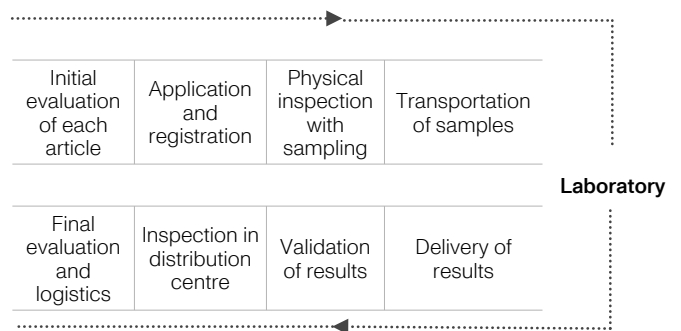 Initial
evaluation
of each
article
Application
and
registration
Physical
inspection
with
sampling
Transportation
of samples
Laboratory
Final
evaluation
and
logistics
Inspection in
distribution
centre
Validation
of results
Delivery of
results